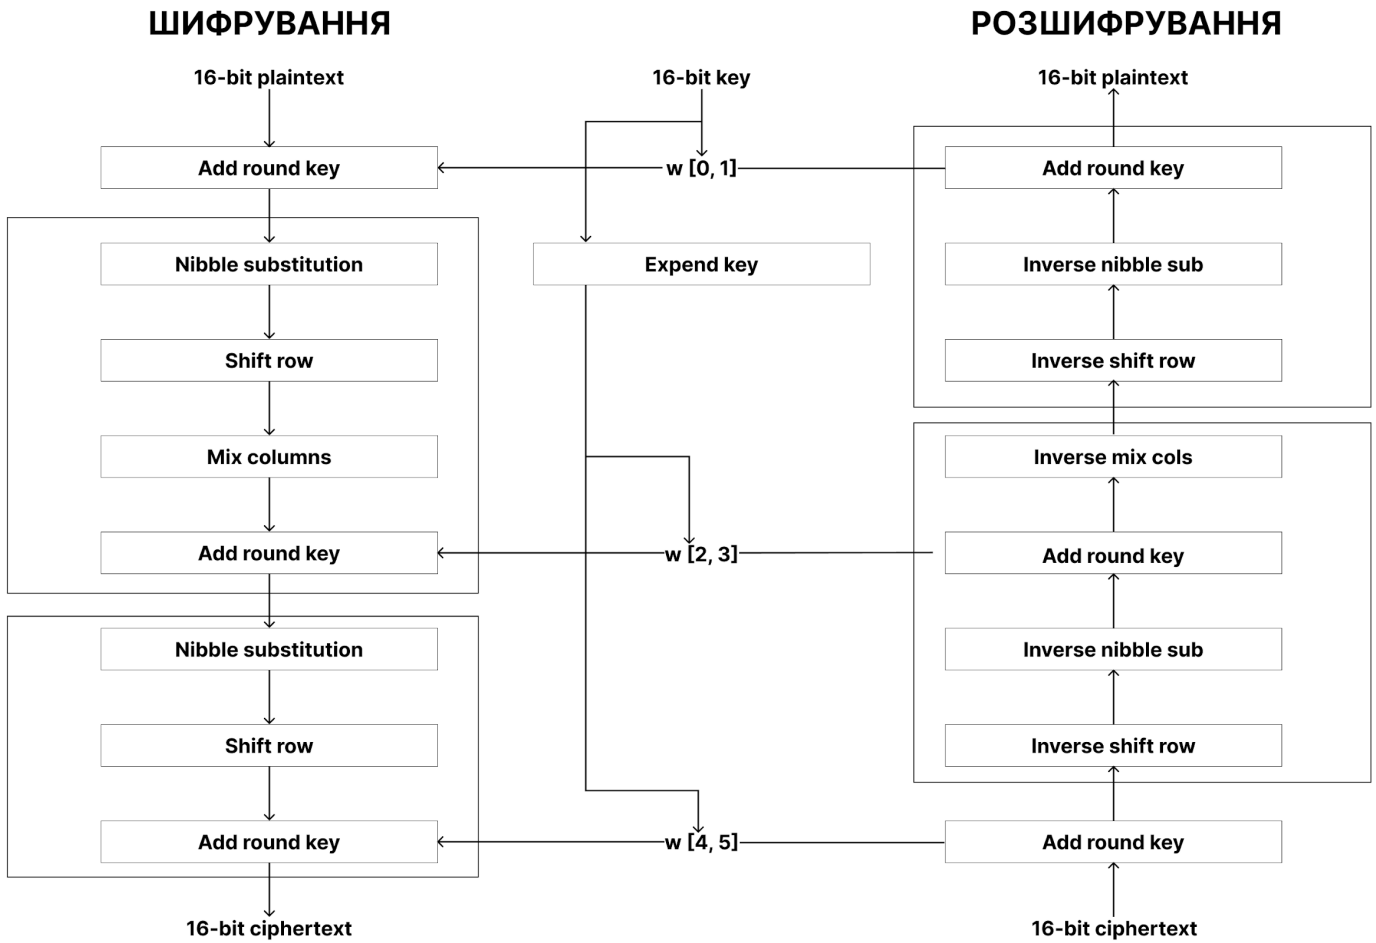 ШИФРУВАННЯ
РОЗШИФРУВАННЯ
16-bit plaintext
16-bit key
16-bit plaintext
Add round key
w [0, 1]
Add round key
Nibble substitution
Expend key
Inverse nibble sub
Shift row
Inverse shift row
Mix columns
Inverse mix cols
Add round key
w [2, 3]
Add round key
Nibble substitution
Inverse nibble sub
Shift row
Inverse shift row
Add round key
w [4, 5]
Add round key
16-bit ciphertext
16-bit ciphertext